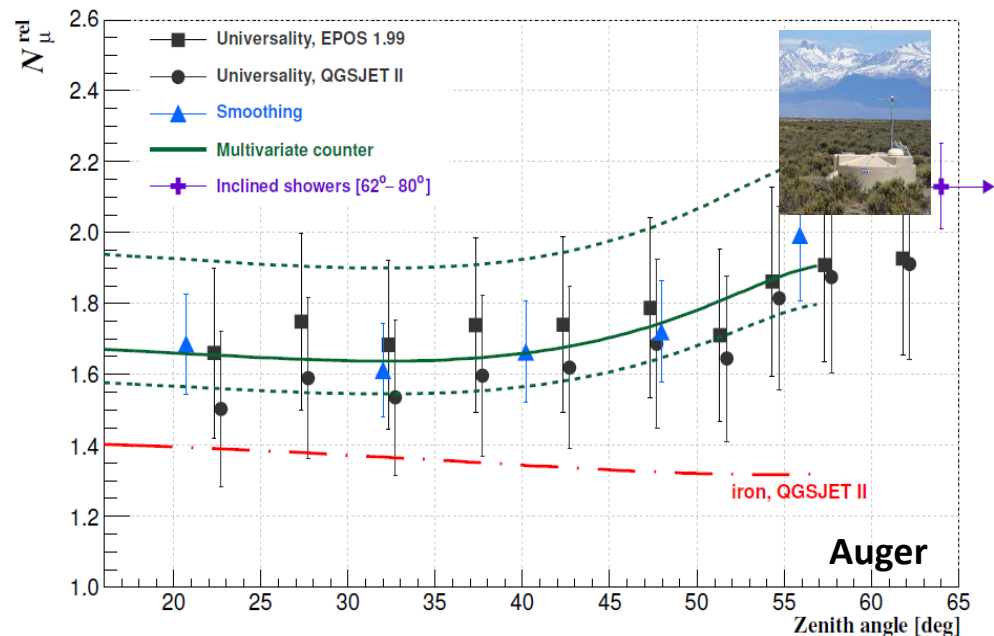 N_μ^rel
2.6
2.4
2.2
2.0
1.8
1.6
1.4
1.2
1.0
Universality, EPOS 1.99
Universality, QGSJET II
Smoothing
Multivariate counter
Inclined showers [62°– 80°]
iron, QGSJET II
Auger
20 25 30 35 40 45 50 55 60 65
Zenith angle [deg]